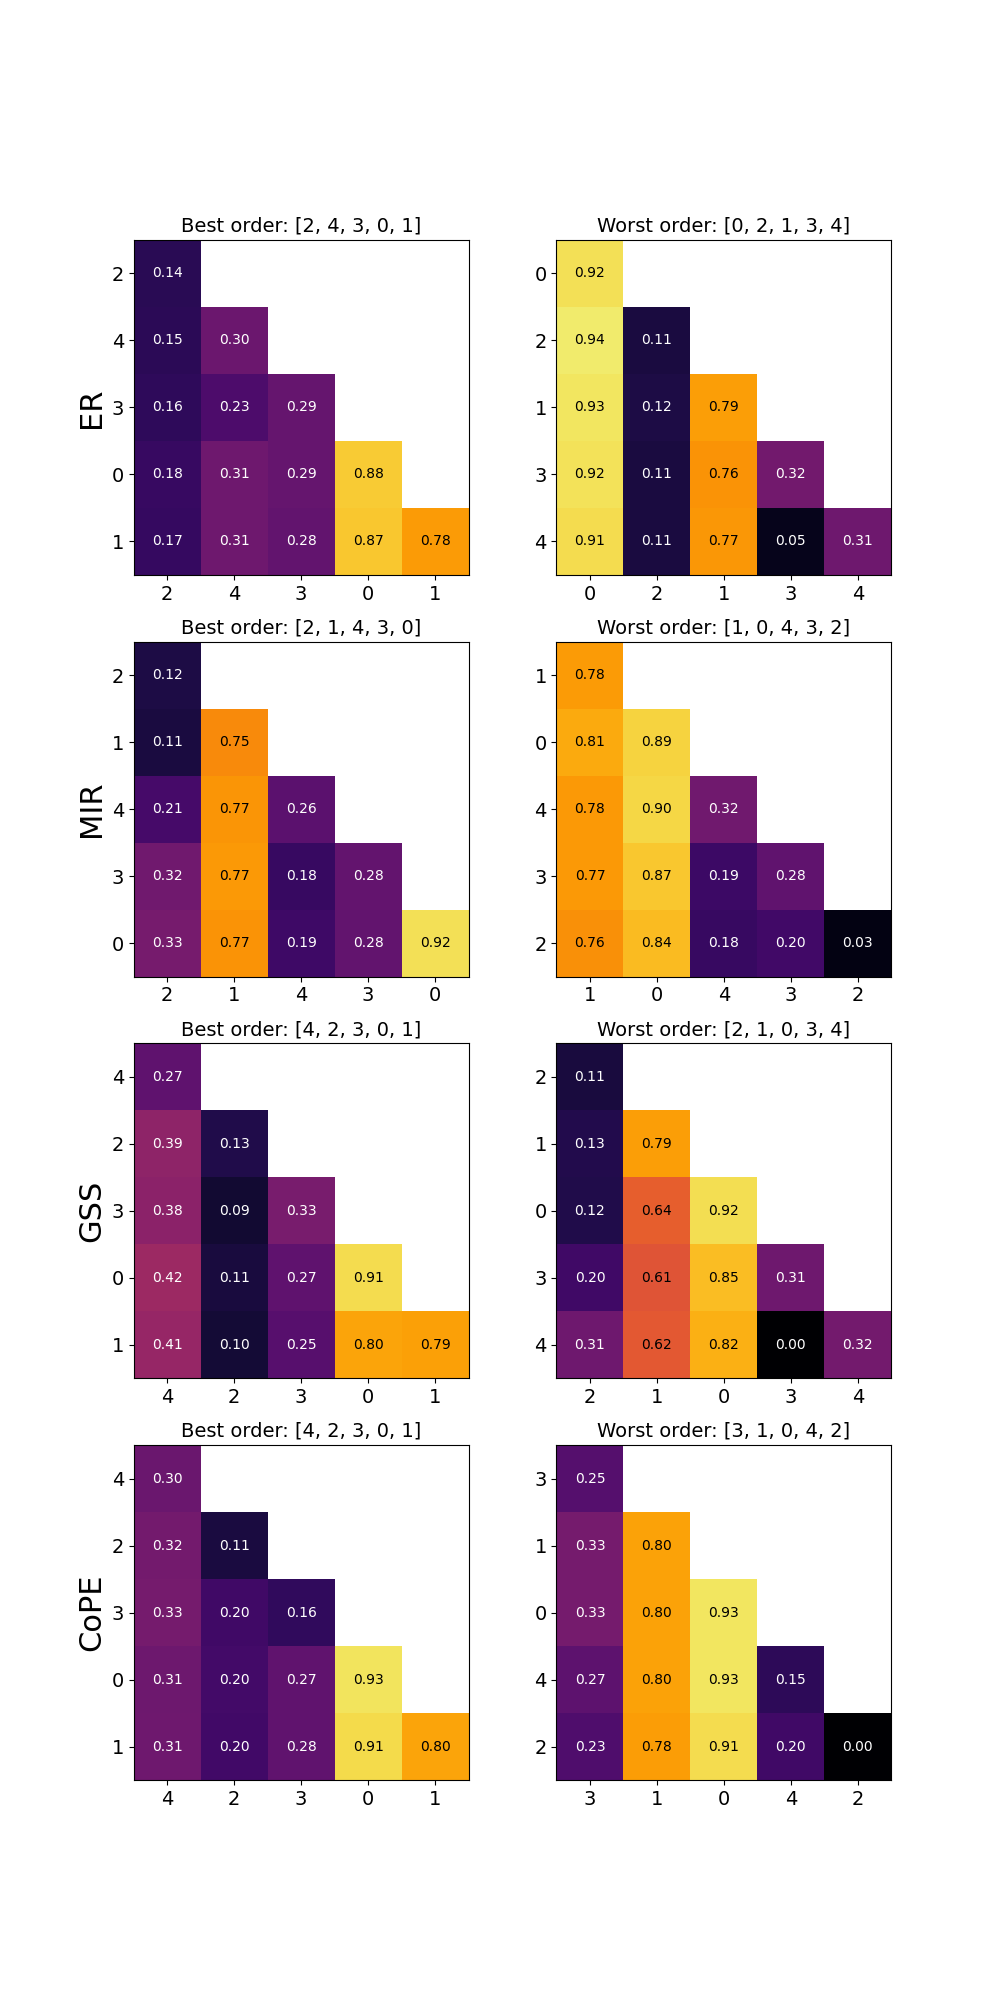 Best order: [2, 4, 3, 0, 1] Worst order: [0, 2, 1, 3, 4]
2 0.14 0 0.92
4 0.15 0.30 2 0.94 0.11
ER 3 0.16 0.23 0.29 1 0.93 0.12 0.79
0 0.18 0.31 0.29 0.88 3 0.92 0.11 0.76 0.32
1 0.17 0.31 0.28 0.87 0.78 4 0.91 0.11 0.77 0.05 0.31
2 4 3 0 1 0 2 1 3 4
Best order: [2, 1, 4, 3, 0] Worst order: [1, 0, 4, 3, 2]
2 0.12 1 0.78
1 0.11 0.75 0 0.81 0.89
MIR 4 0.21 0.77 0.26 4 0.78 0.90 0.32
3 0.32 0.77 0.18 0.28 3 0.77 0.87 0.19 0.28
0 0.33 0.77 0.19 0.28 0.92 2 0.76 0.84 0.18 0.20 0.03
2 1 4 3 0 1 0 4 3 2
Best order: [4, 2, 3, 0, 1] Worst order: [2, 1, 0, 3, 4]
4 0.27 2 0.11
2 0.39 0.13 1 0.13 0.79
GSS 3 0.38 0.09 0.33 0 0.12 0.64 0.92
0 0.42 0.11 0.27 0.91 3 0.20 0.61 0.85 0.31
1 0.41 0.10 0.25 0.80 0.79 4 0.31 0.62 0.82 0.00 0.32
4 2 3 0 1 2 1 0 3 4
Best order: [4, 2, 3, 0, 1] Worst order: [3, 1, 0, 4, 2]
4 0.30 3 0.25
2 0.32 0.11 1 0.33 0.80
CoPE 3 0.33 0.20 0.16 0 0.33 0.80 0.93
0 0.31 0.20 0.27 0.93 4 0.27 0.80 0.93 0.15
1 0.31 0.20 0.28 0.91 0.80 2 0.23 0.78 0.91 0.20 0.00
4 2 3 0 1 3 1 0 4 2